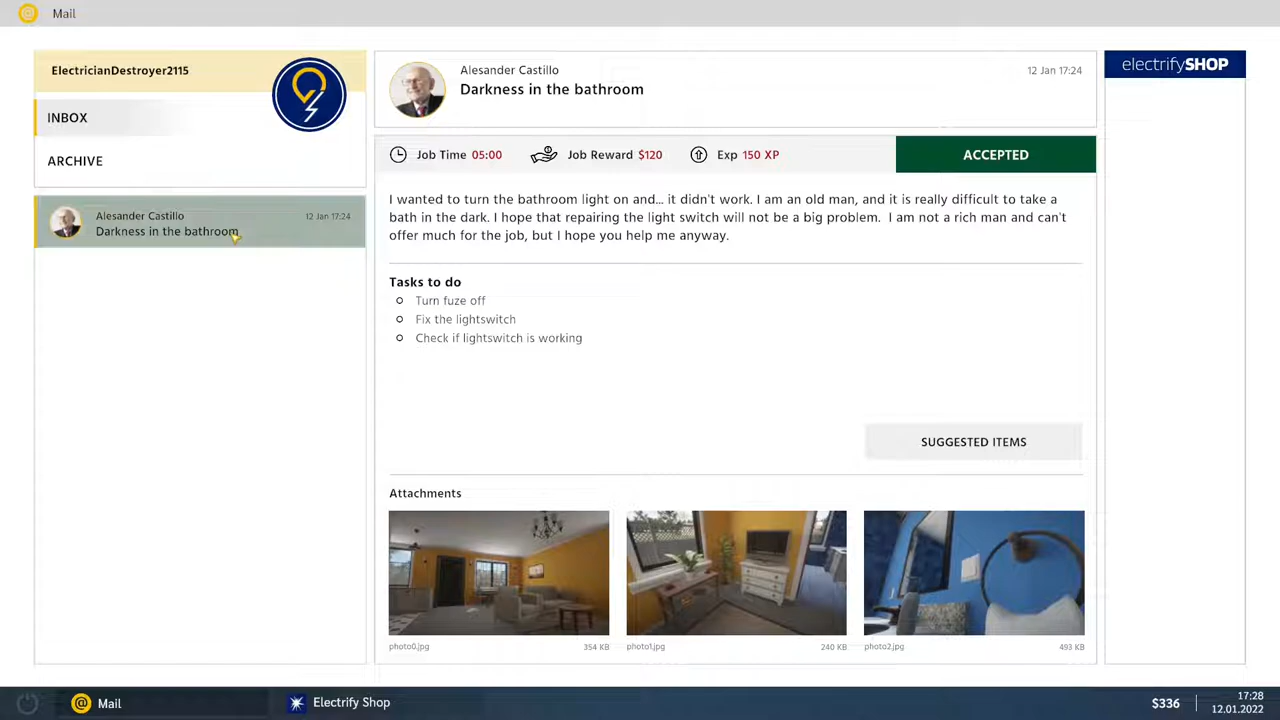 Mail
ElectricianDestroyer2115
INBOX
ARCHIVE
Alesander Castillo
12 Jan 17:24
Darkness in the bathroom
Alesander Castillo
12 Jan 17:24
Darkness in the bathroom
Job Time 05:00
Job Reward $120
Exp 150 XP
ACCEPTED
I wanted to turn the bathroom light on and... it didn't work. I am an old man, and it is really difficult to take a
bath in the dark. I hope that repairing the light switch will not be a big problem. I am not a rich man and can't
offer much for the job, but I hope you help me anyway.
Tasks to do
Turn fuze off
Fix the lightswitch
Check if lightswitch is working
SUGGESTED ITEMS
Attachments
photo0.jpg 354 KB
photo1.jpg 240 KB
photo2.jpg 493 KB
electrifySHOP
@ Mail
Electrify Shop
$336
17:28
12.01.2022